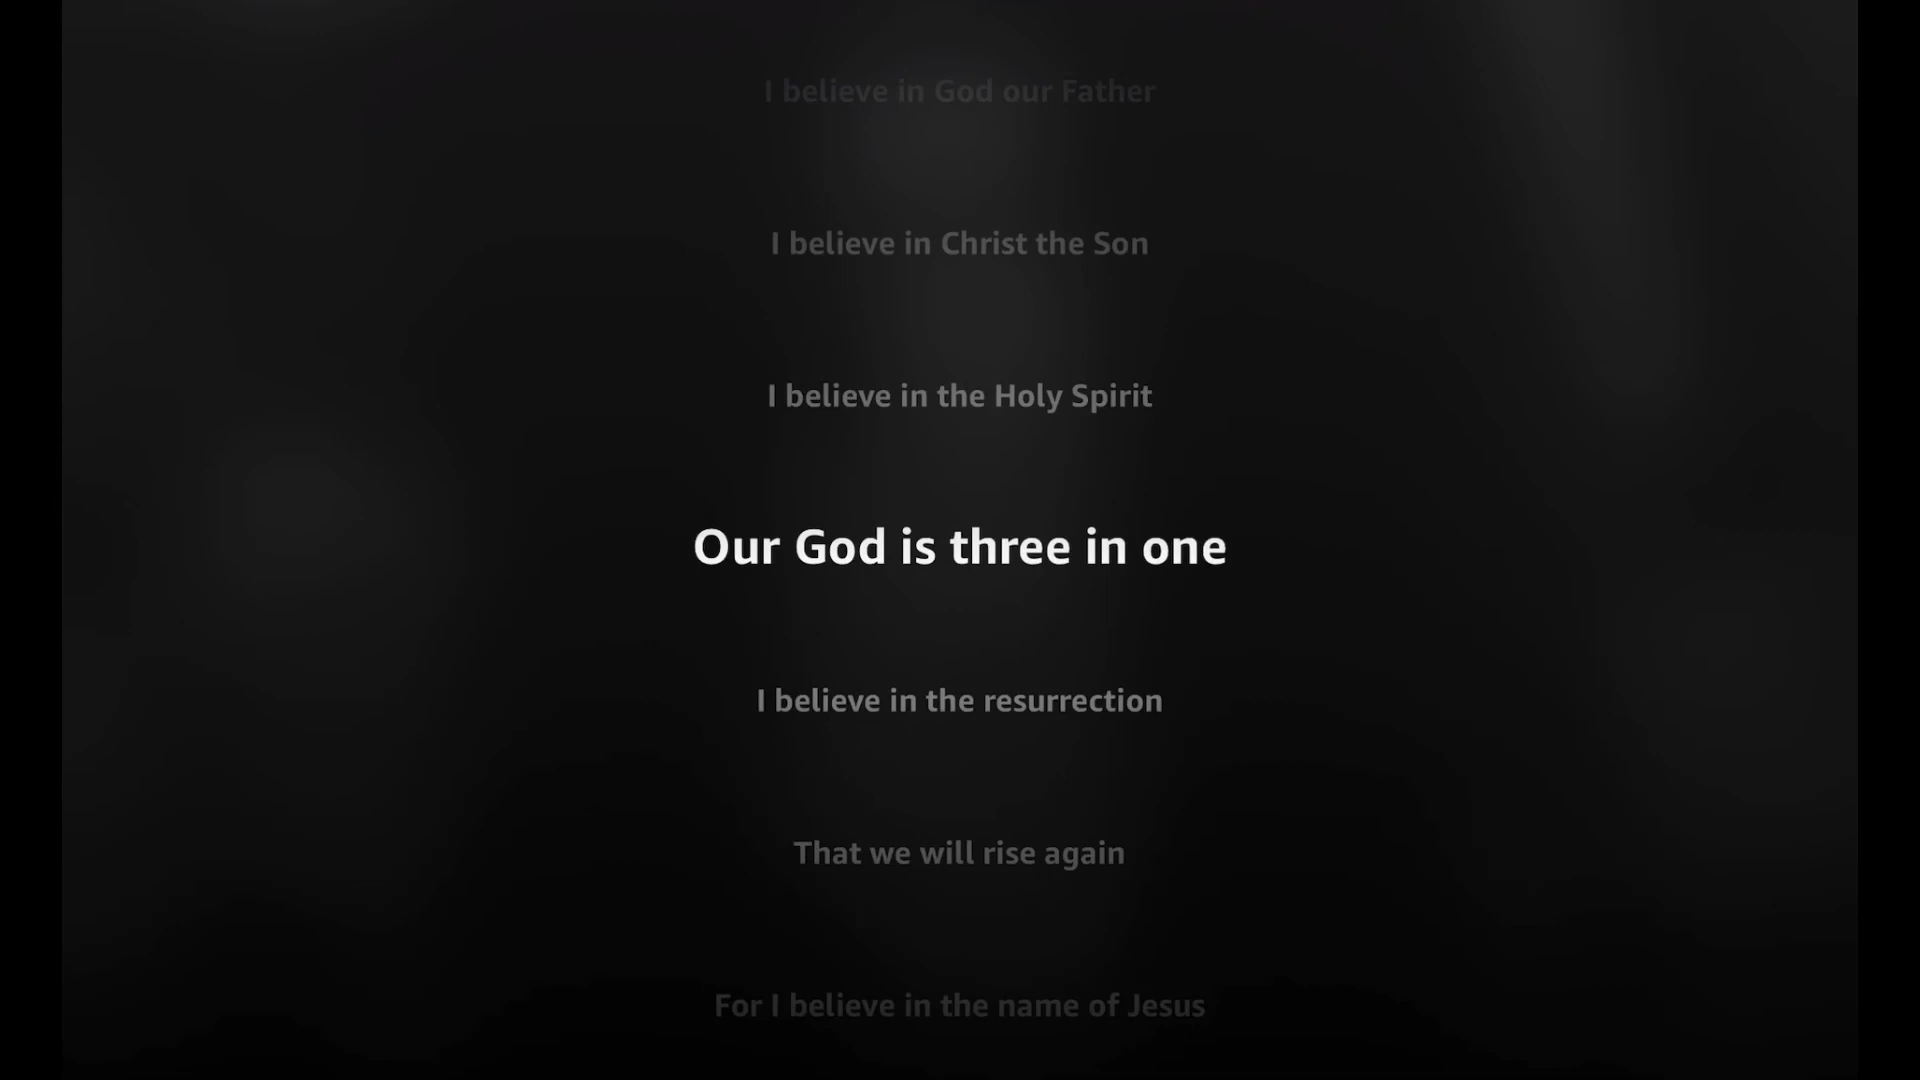 I believe in God our Father
I believe in Christ the Son
I believe in the Holy Spirit
Our God is three in one
I believe in the resurrection
That we will rise again
For I believe in the name of Jesus